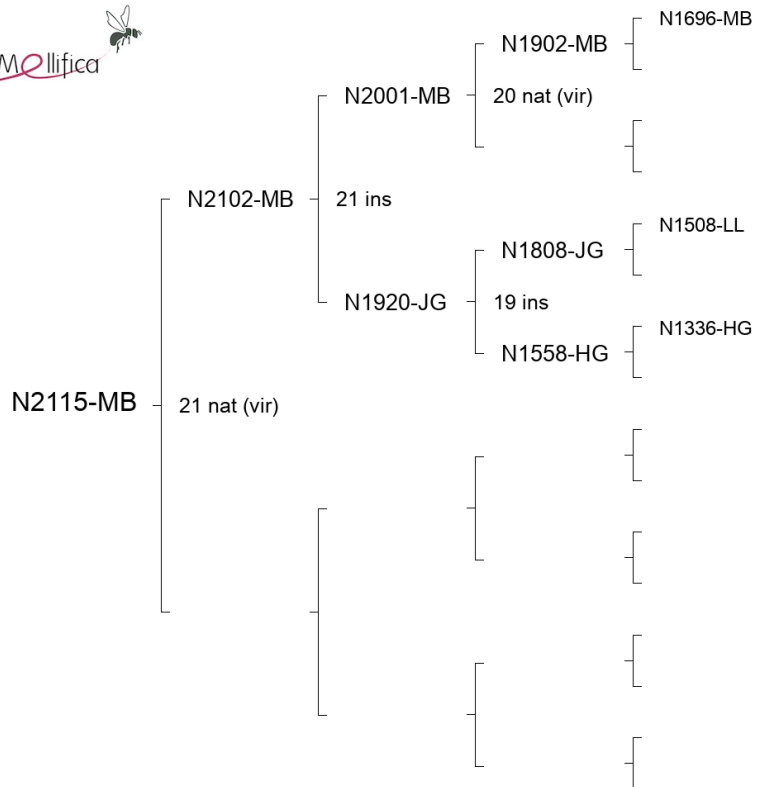 Mellifica
N1696-MB
N1902-MB
N2001-MB
20 nat (vir)
N2102-MB
21 ins
N1508-LL
N1808-JG
N1920-JG
19 ins
N1336-HG
N1558-HG
N2115-MB
21 nat (vir)